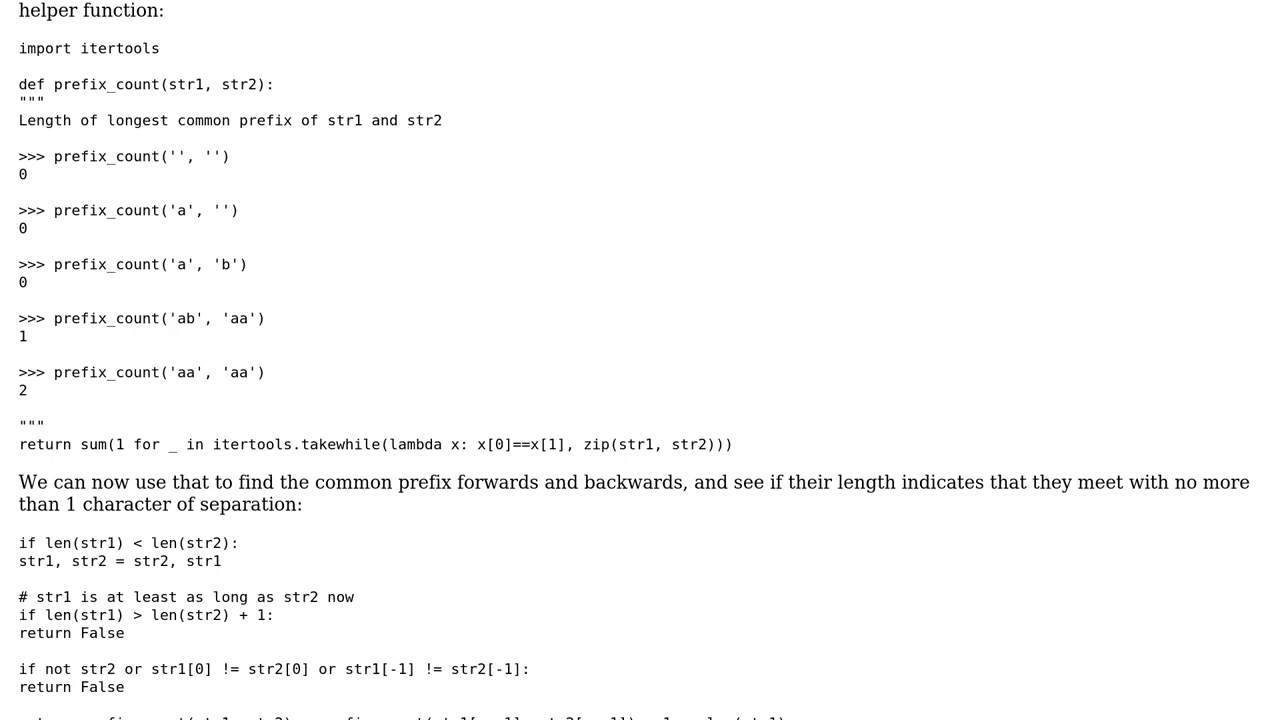 helper function:
import itertools
def prefix_count(str1, str2):
"""
Length of longest common prefix of str1 and str2
>>> prefix_count('', '')
0
>>> prefix_count('a', '')
0
>>> prefix_count('a', 'b')
0
>>> prefix_count('ab', 'aa')
1
>>> prefix_count('aa', 'aa')
2
"""
return sum(1 for _ in itertools.takewhile(lambda x: x[0]==x[1], zip(str1, str2)))
We can now use that to find the common prefix forwards and backwards, and see if their length indicates that they meet with no more
than 1 character of separation:
if len(str1) < len(str2):
str1, str2 = str2, str1
# str1 is at least as long as str2 now
if len(str1) > len(str2) + 1:
return False
if not str2 or str1[0] != str2[0] or str1[-1] != str2[-1]:
return False